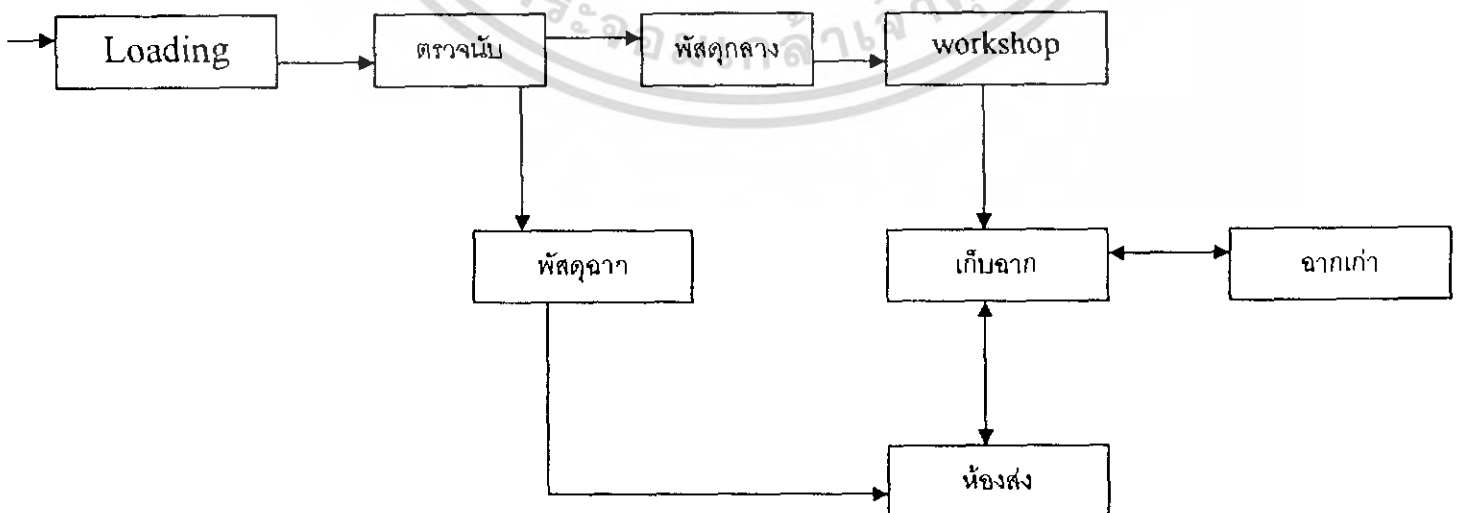 Loading
ตรวจนับ
พัสดุกลาง
workshop
พัสดุฉาก
เก็บฉาก
ฉากเก่า
ห้องส่ง